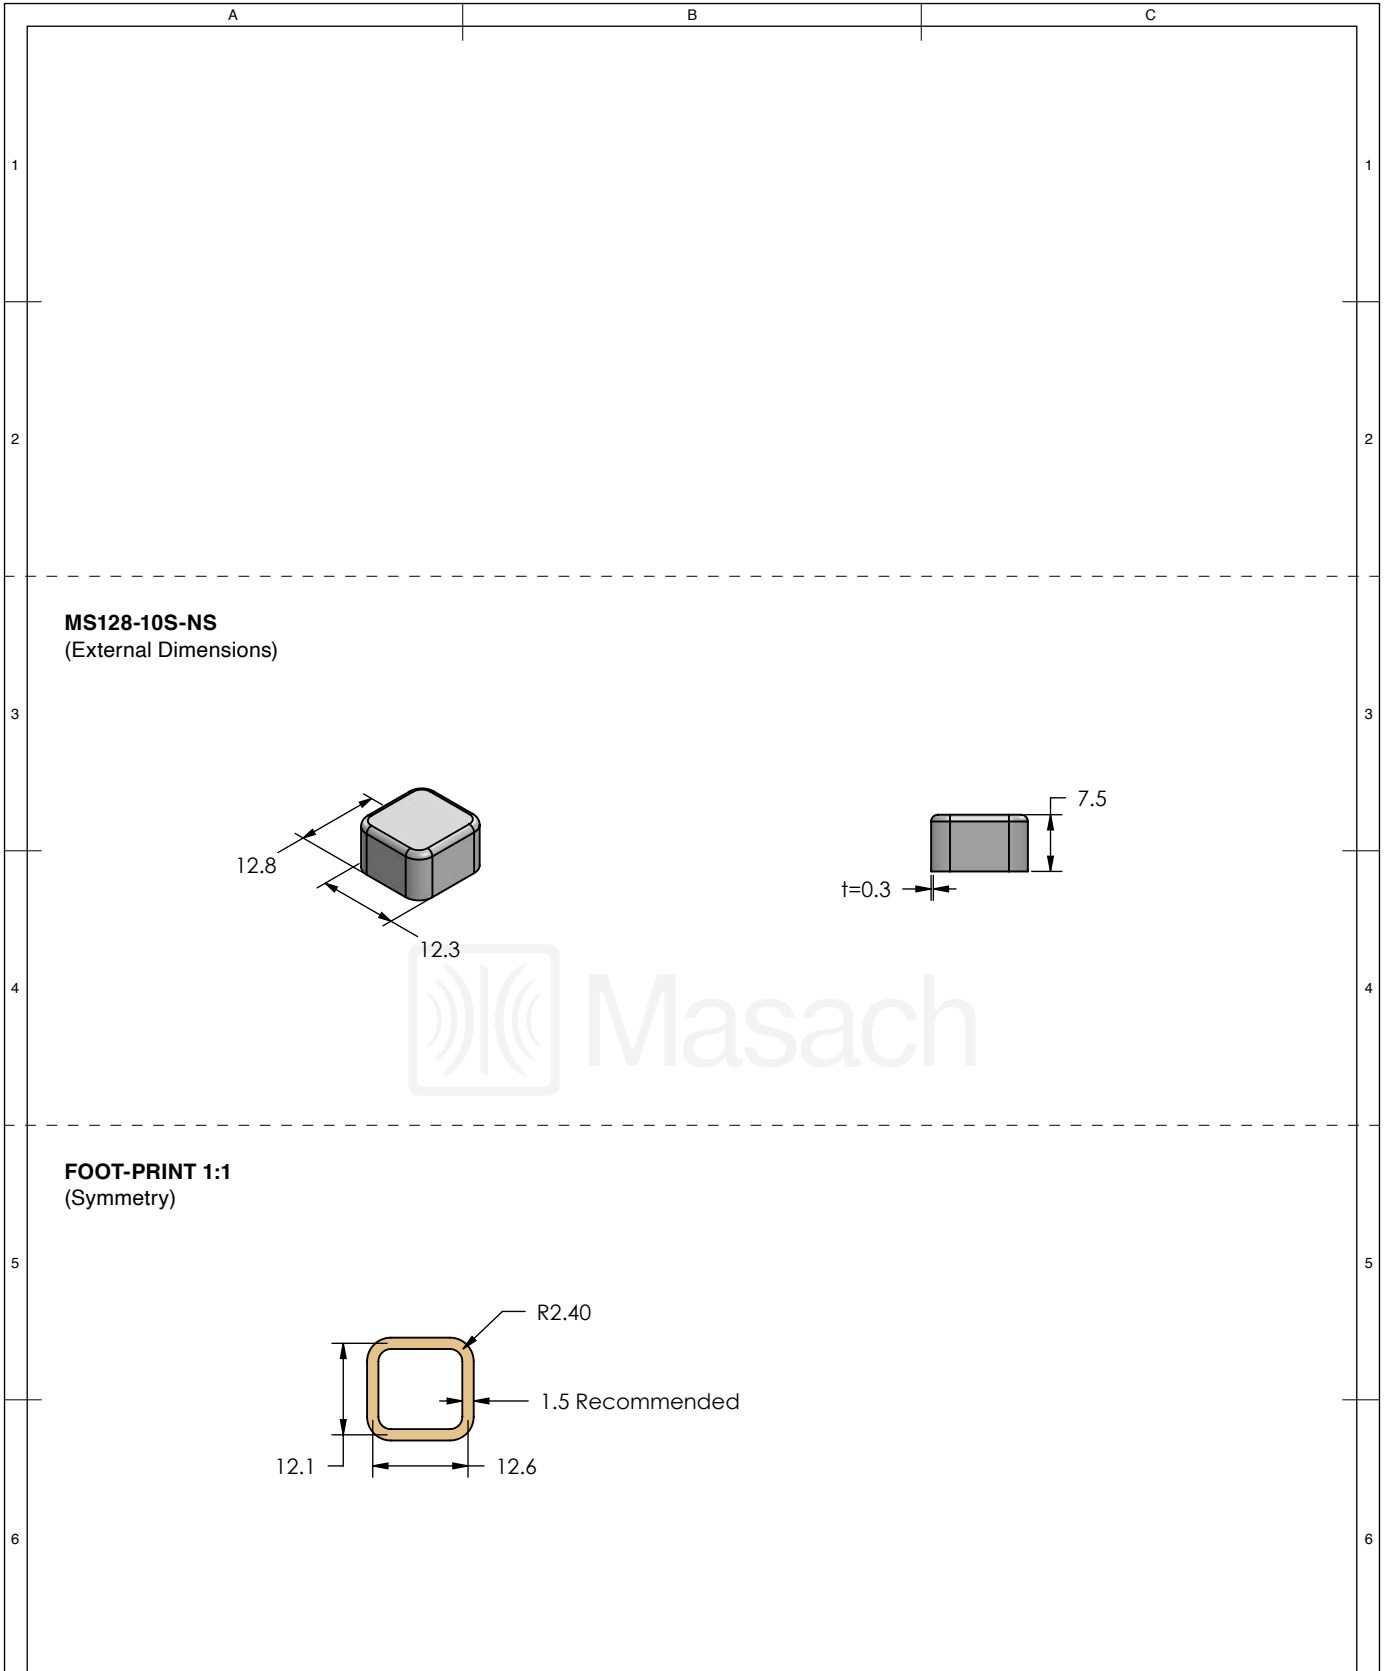 A B C
1 1
2 2
MS128-10S-NS
(External Dimensions)
3 3
7.5
12.8
t=0.3
12.3
4 4
Masach
FOOT-PRINT 1:1
(Symmetry)
5 5
R2.40
1.5 Recommended
12.1 12.6
6 6